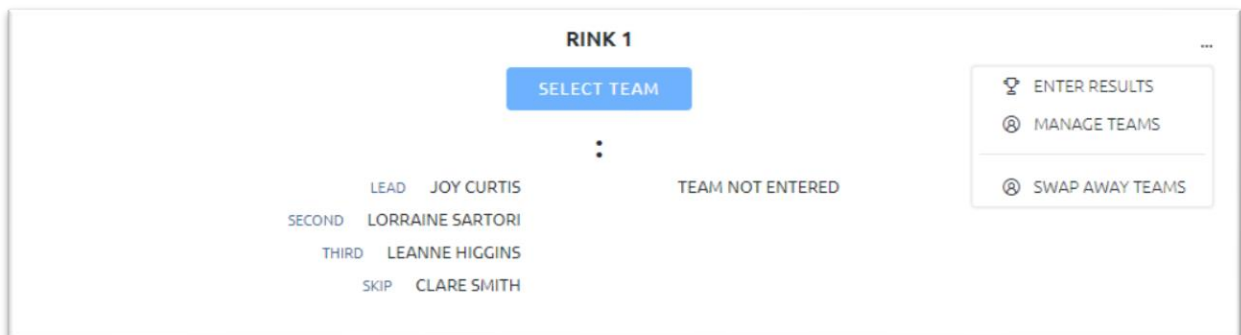 RINK 1
...
SELECT TEAM
:
LEAD JOY CURTIS TEAM NOT ENTERED
SECOND LORRAINE SARTORI
THIRD LEANNE HIGGINS
SKIP CLARE SMITH
ENTER RESULTS
MANAGE TEAMS
SWAP AWAY TEAMS